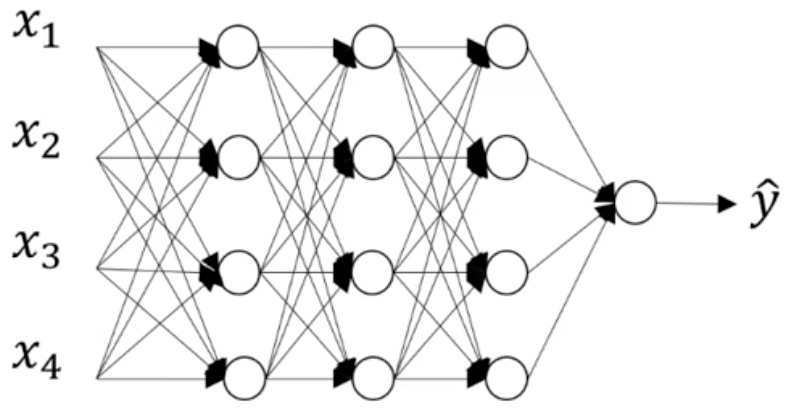 x₁
x₂
x₃
ŷ
x₄